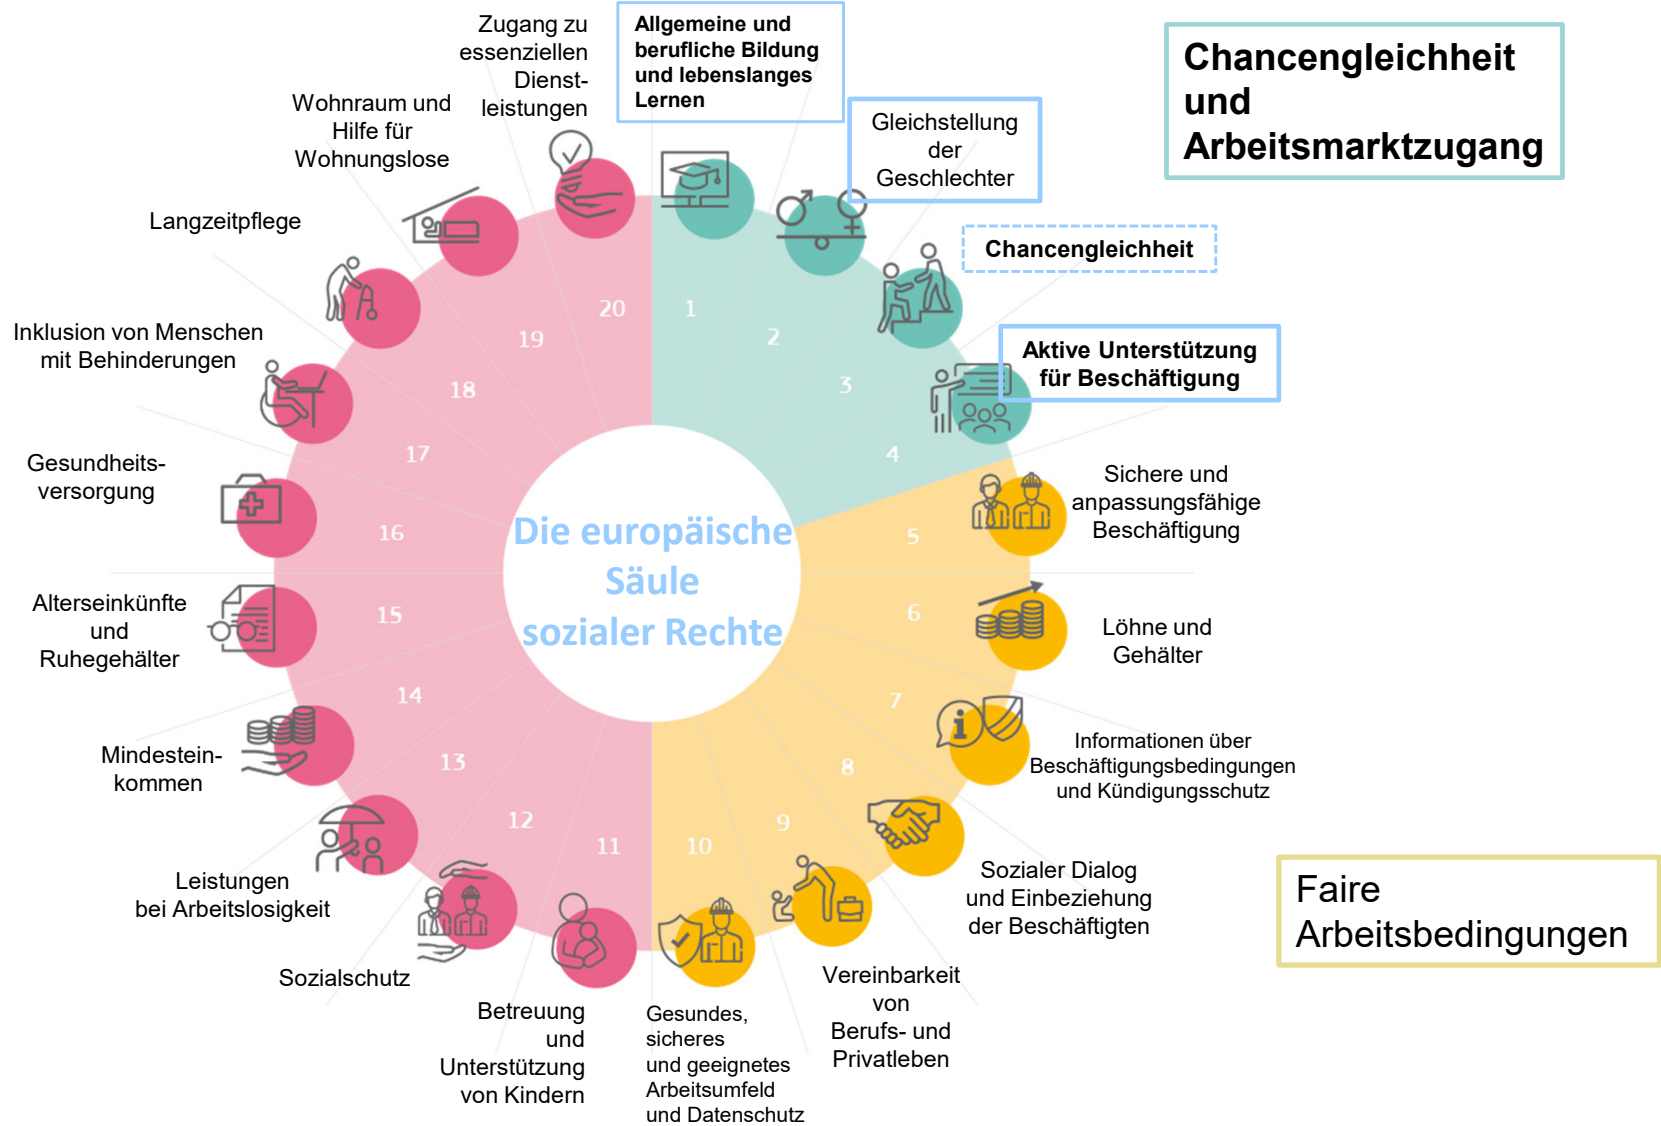 Zugang zu
essenziellen
Dienst-
leistungen
Allgemeine und
berufliche Bildung
und lebenslanges
Lernen
Chancengleichheit
und
Arbeitsmarktzugang
Wohnraum und
Hilfe für
Wohnungslose
Gleichstellung
der
Geschlechter
Langzeitpflege
Chancengleichheit
Inklusion von Menschen
mit Behinderungen
Aktive Unterstützung
für Beschäftigung
Gesundheits-
versorgung
Sichere und
anpassungsfähige
Beschäftigung
Die europäische
Säule
sozialer Rechte
20
1
2
3
4
5
6
7
8
9
10
11
12
13
14
15
16
17
18
19
Alterseinkünfte
und
Ruhegehälter
Löhne und
Gehälter
Mindestein-
kommen
i
Informationen über
Beschäftigungsbedingungen
und Kündigungsschutz
Leistungen
bei Arbeitslosigkeit
Sozialer Dialog
und Einbeziehung
der Beschäftigten
Faire
Arbeitsbedingungen
Sozialschutz
Vereinbarkeit
von
Berufs- und
Privatleben
Betreuung
und
Unterstützung
von Kindern
Gesundes,
sicheres
und geeignetes
Arbeitsumfeld
und Datenschutz